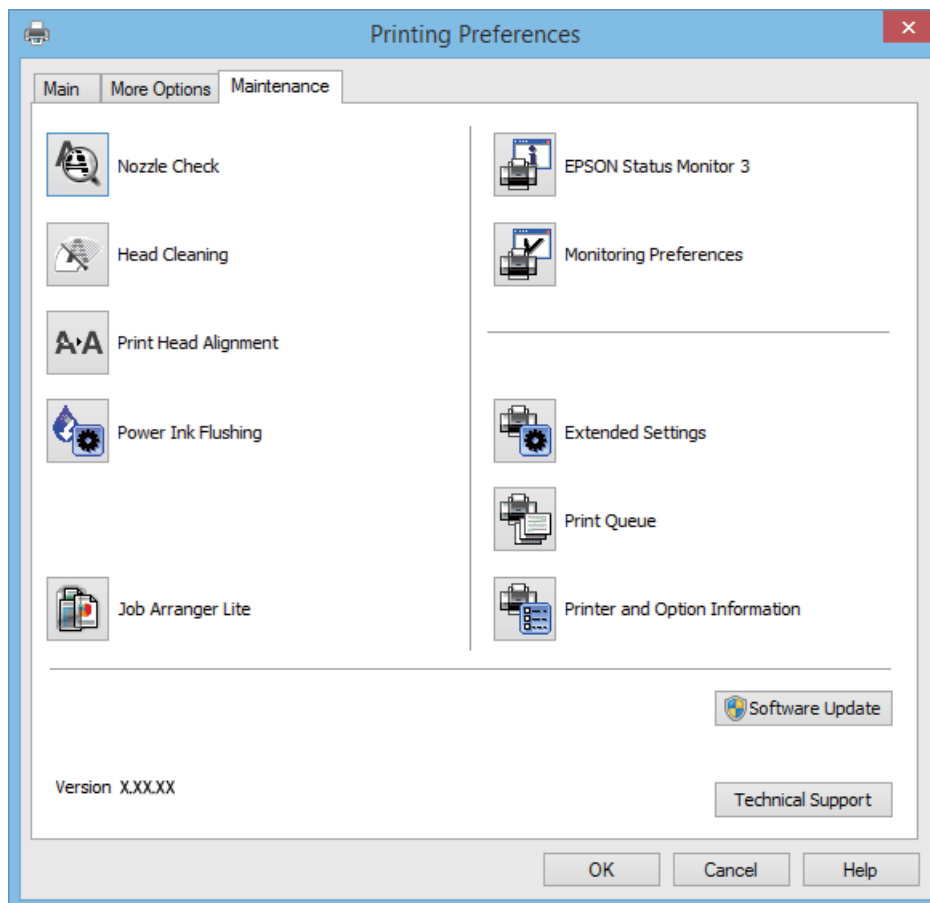 Printing Preferences
Main
More Options
Maintenance
Nozzle Check
Head Cleaning
Print Head Alignment
Power Ink Flushing
Job Arranger Lite
EPSON Status Monitor 3
Monitoring Preferences
Extended Settings
Print Queue
Printer and Option Information
Software Update
Version X.XX.XX
Technical Support
OK
Cancel
Help